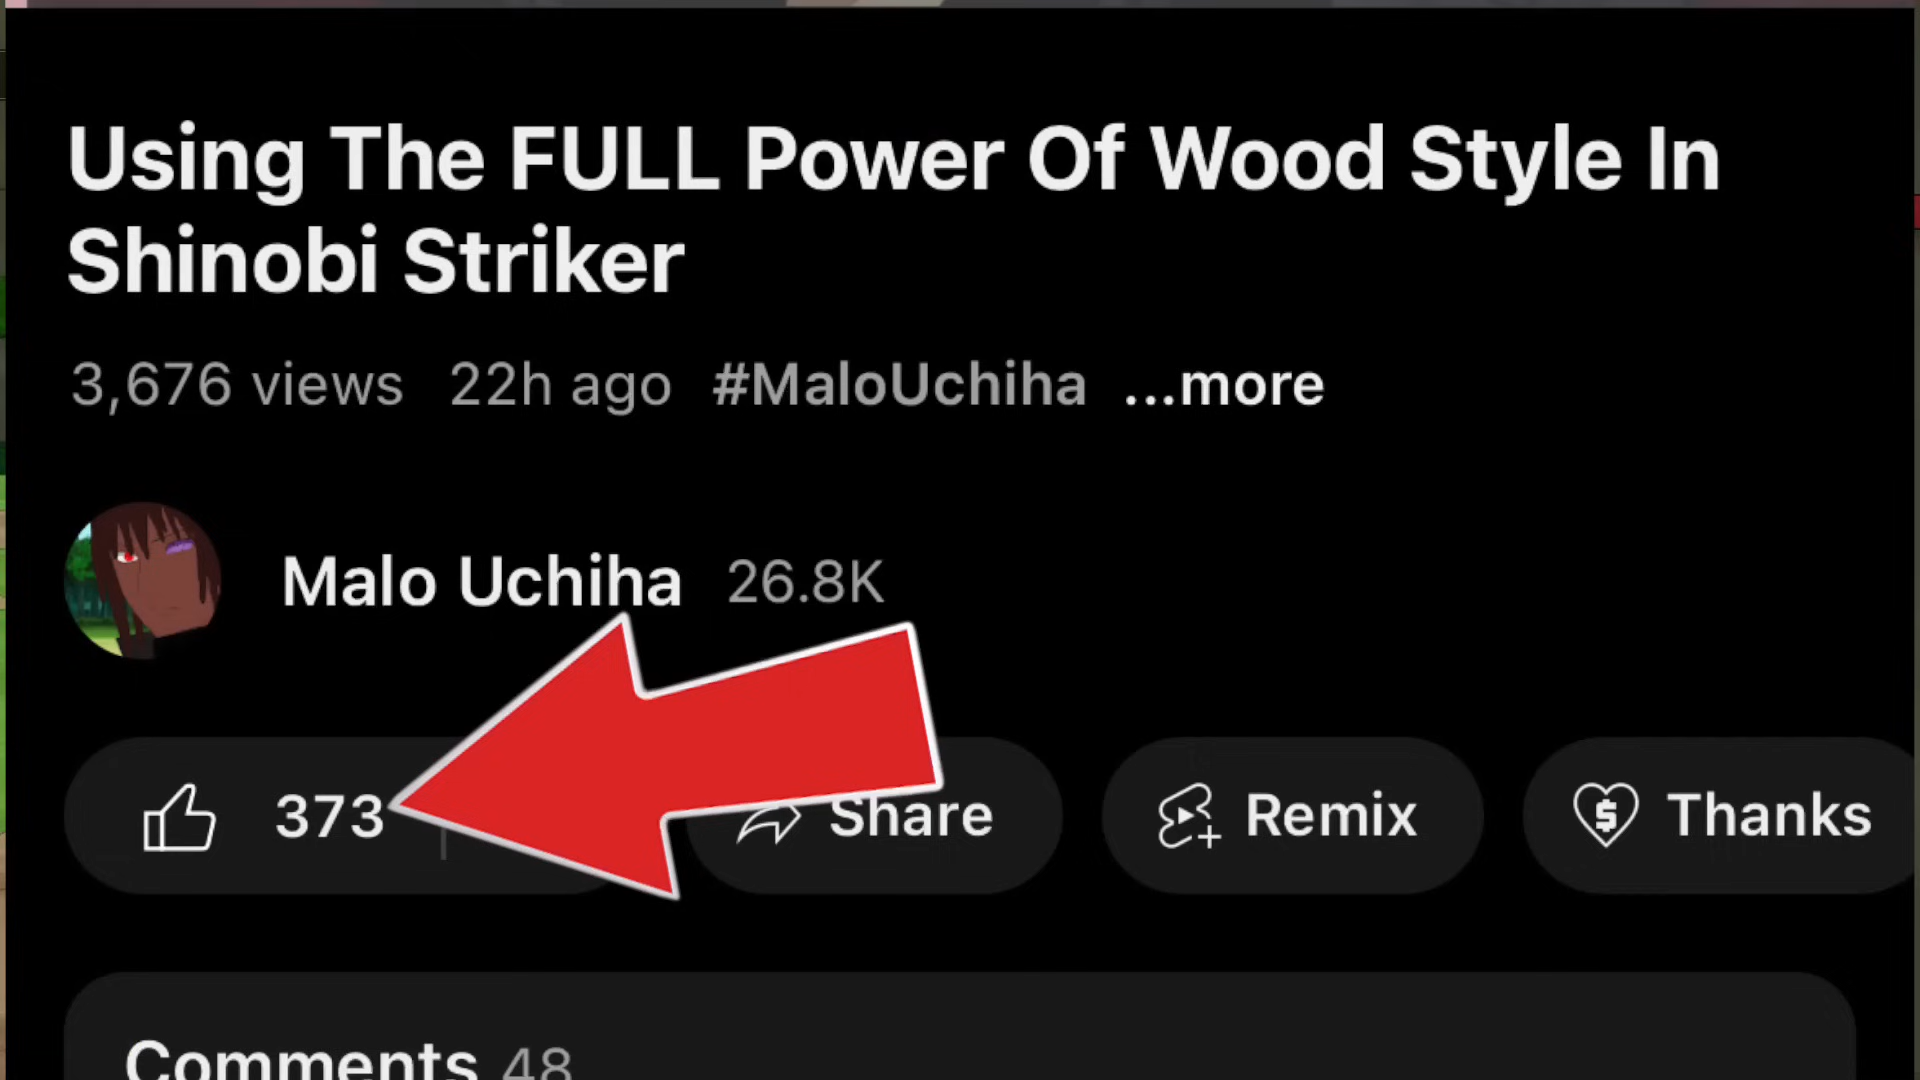 Using The FULL Power Of Wood Style In
Shinobi Striker
3,676 views 22h ago #MaloUchiha ...more
Malo Uchiha 26.8K
373 Share Remix Thanks
Comments 48